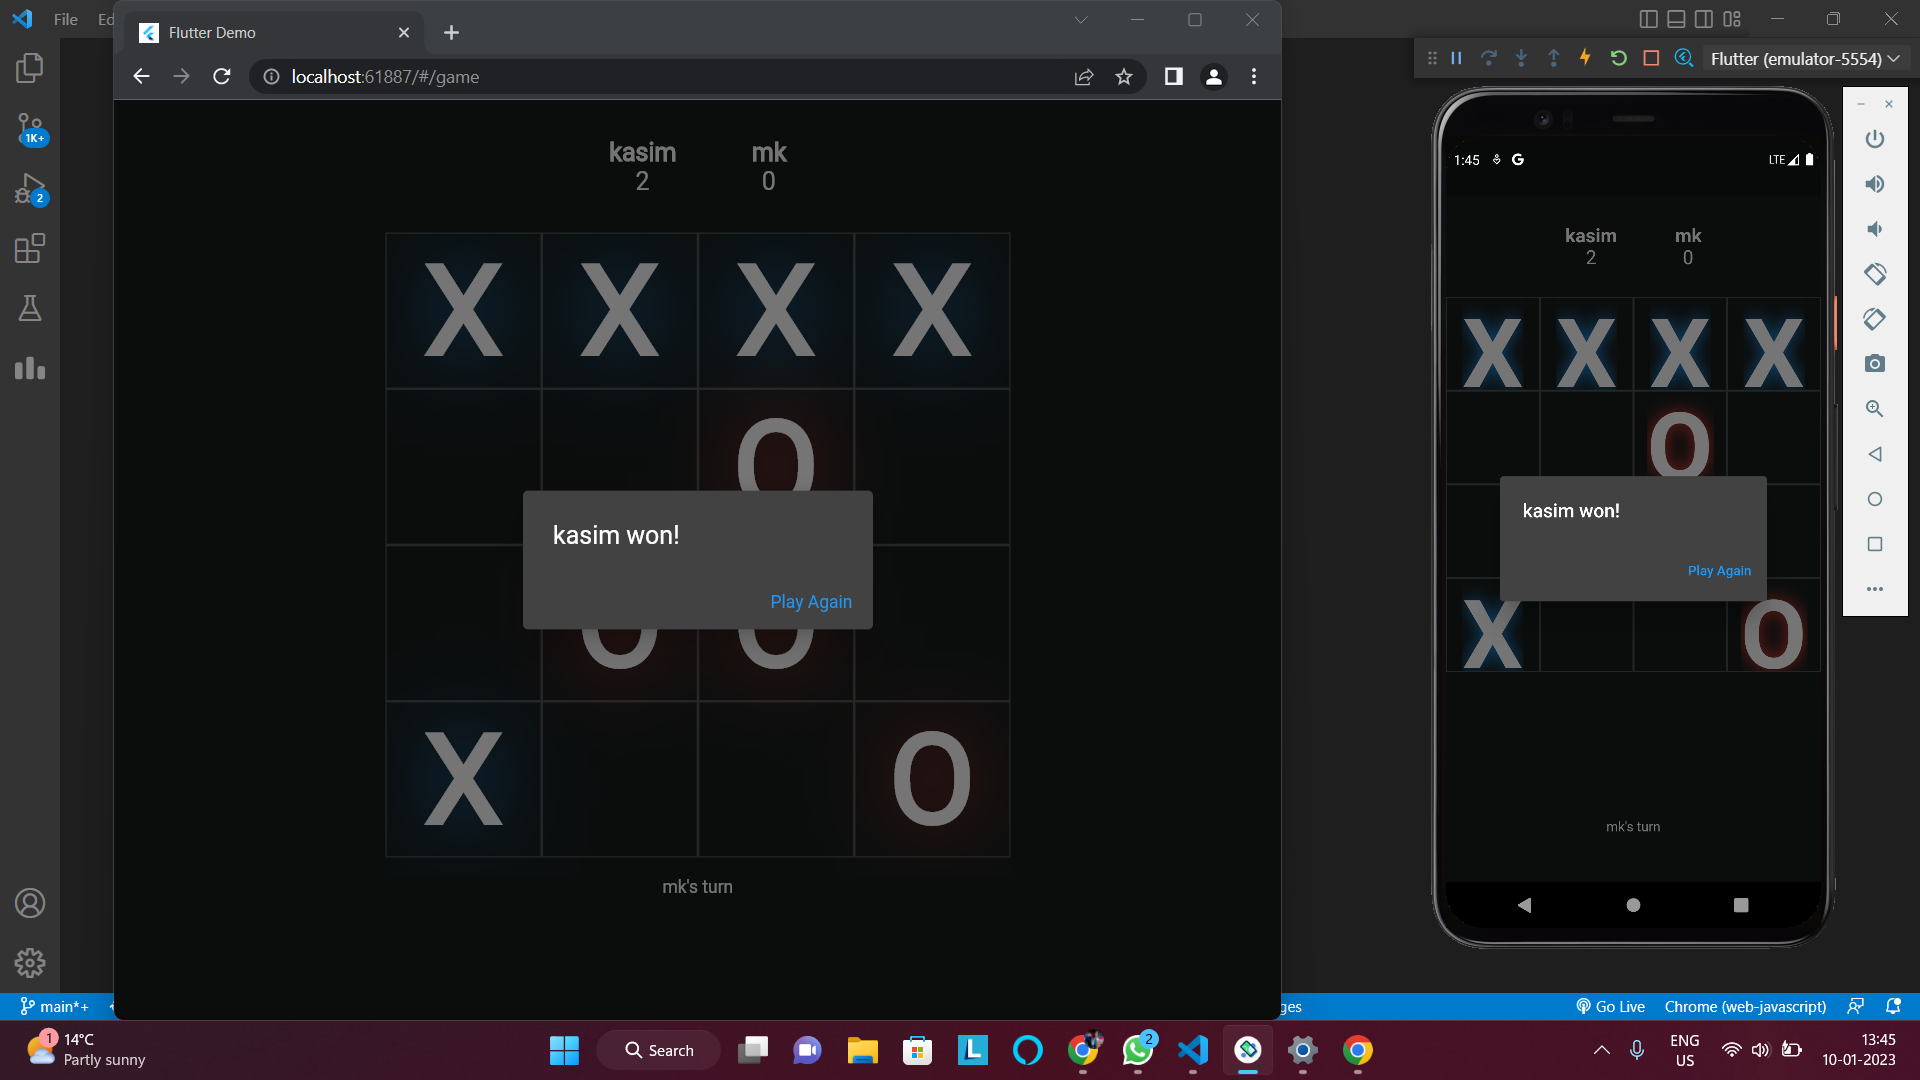 File Ed
Flutter Demo
localhost:61887/#/game
Flutter (emulator-5554)
1K+
2
kasim mk
2 0
X X X X
O
kasim won!
Play Again
O O
X O
mk's turn
1:45 G LTE
kasim mk
2 0
X X X X
O
kasim won!
Play Again
X O
mk's turn
main*+
ges
Go Live Chrome (web-javascript)
1
14°C
Partly sunny
Search
L
2
ENG
US
13:45
10-01-2023